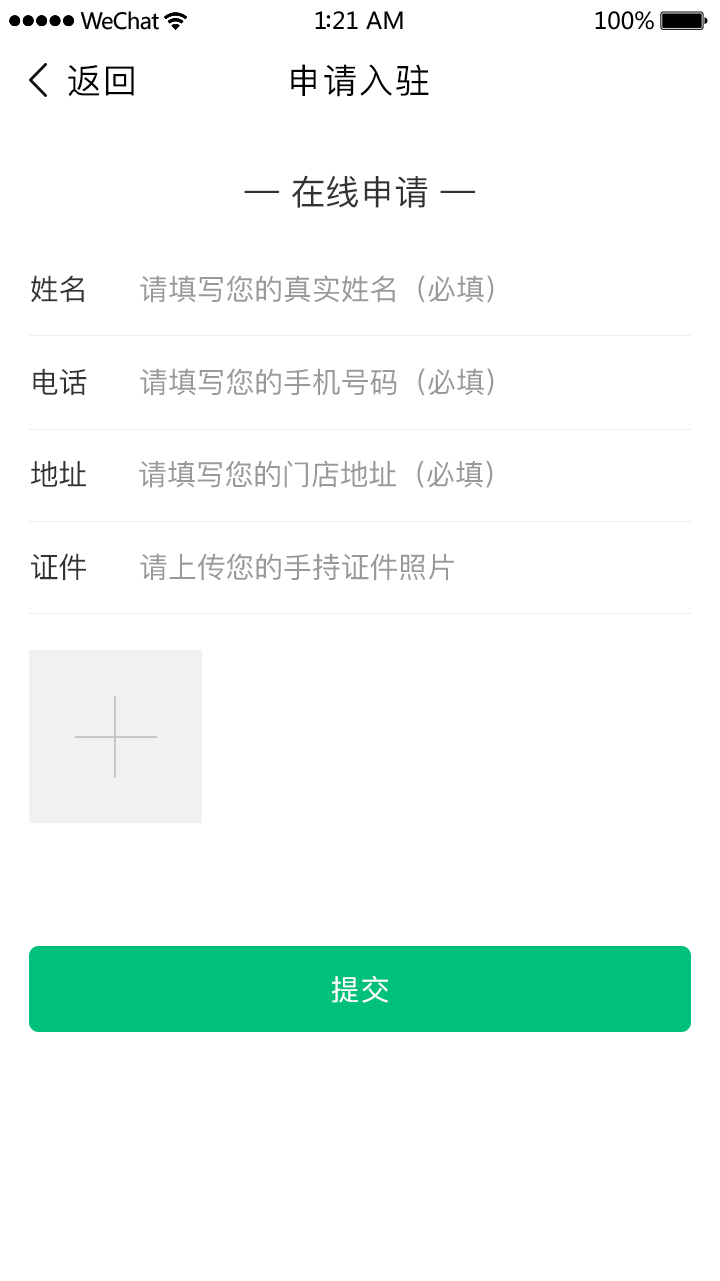 WeChat 1:21 AM 100%
返回 申请入驻
— 在线申请 —
姓名 请填写您的真实姓名（必填）
电话 请填写您的手机号码（必填）
地址 请填写您的门店地址（必填）
证件 请上传您的手持证件照片
提交